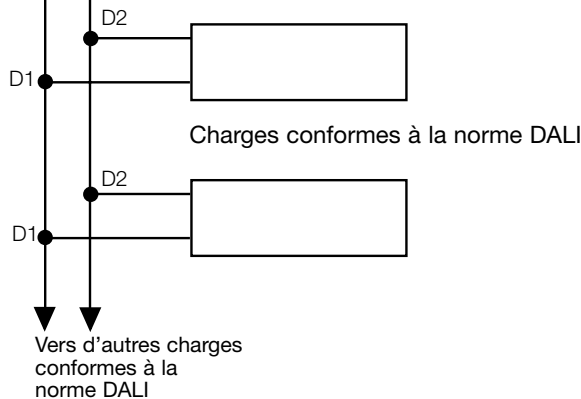 D2
D1
Charges conformes à la norme DALI
D2
D1
Vers d’autres charges
conformes à la
norme DALI